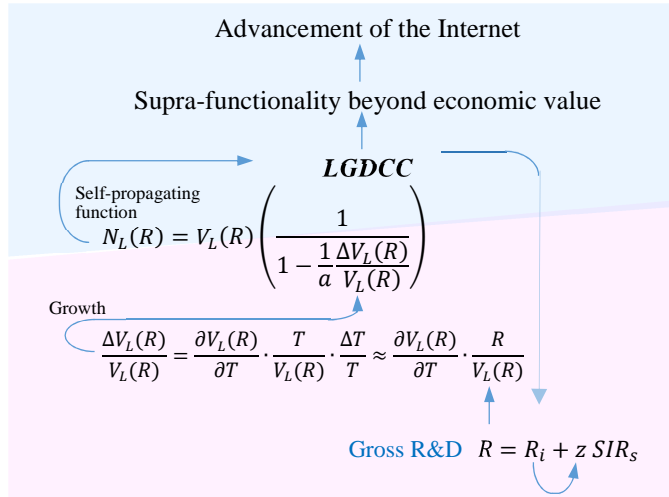 Advancement of the Internet
Supra-functionality beyond economic value
LGDCC
Self-propagating
function
N_L(R) = V_L(R) ( 1 / (1 − (1/a) (ΔV_L(R) / V_L(R))) )
Growth
ΔV_L(R) / V_L(R) = ∂V_L(R) / ∂T · T / V_L(R) · ΔT / T ≈ ∂V_L(R) / ∂T · R / V_L(R)
Gross R&D R = R_i + z SIR_s